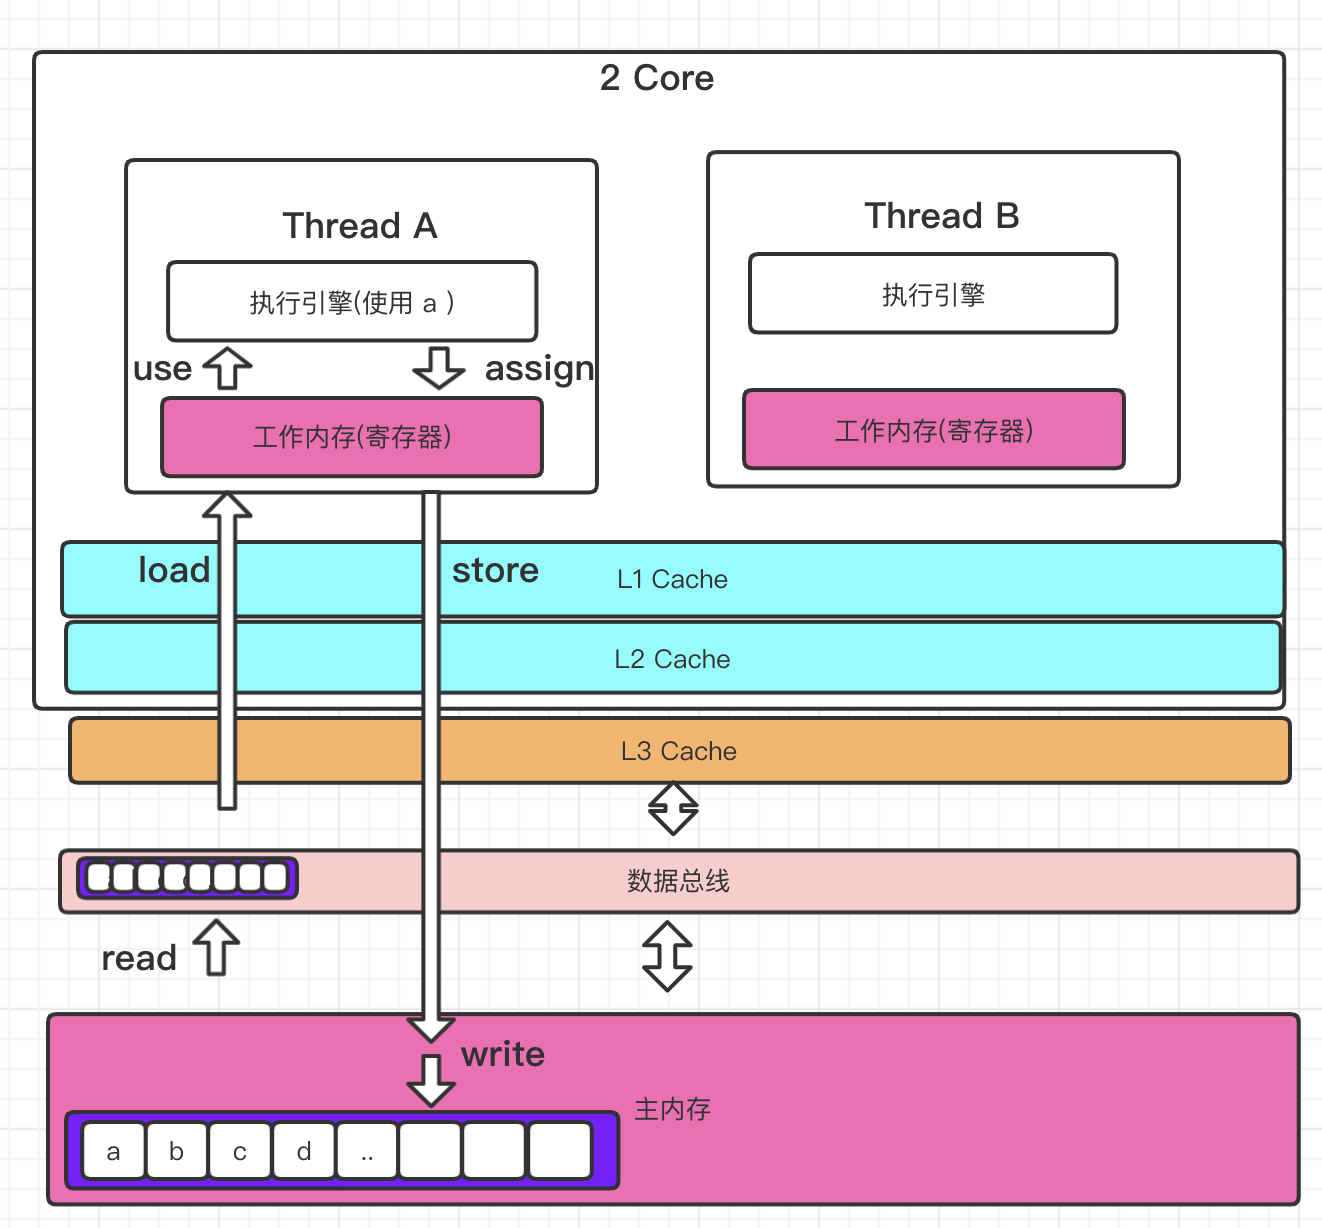 2 Core
Thread A
Thread B
执行引擎(使用 a )
执行引擎
use
assign
工作内存(寄存器)
工作内存(寄存器)
load
store
L1 Cache
L2 Cache
L3 Cache
数据总线
read
write
主内存
a b c d ..